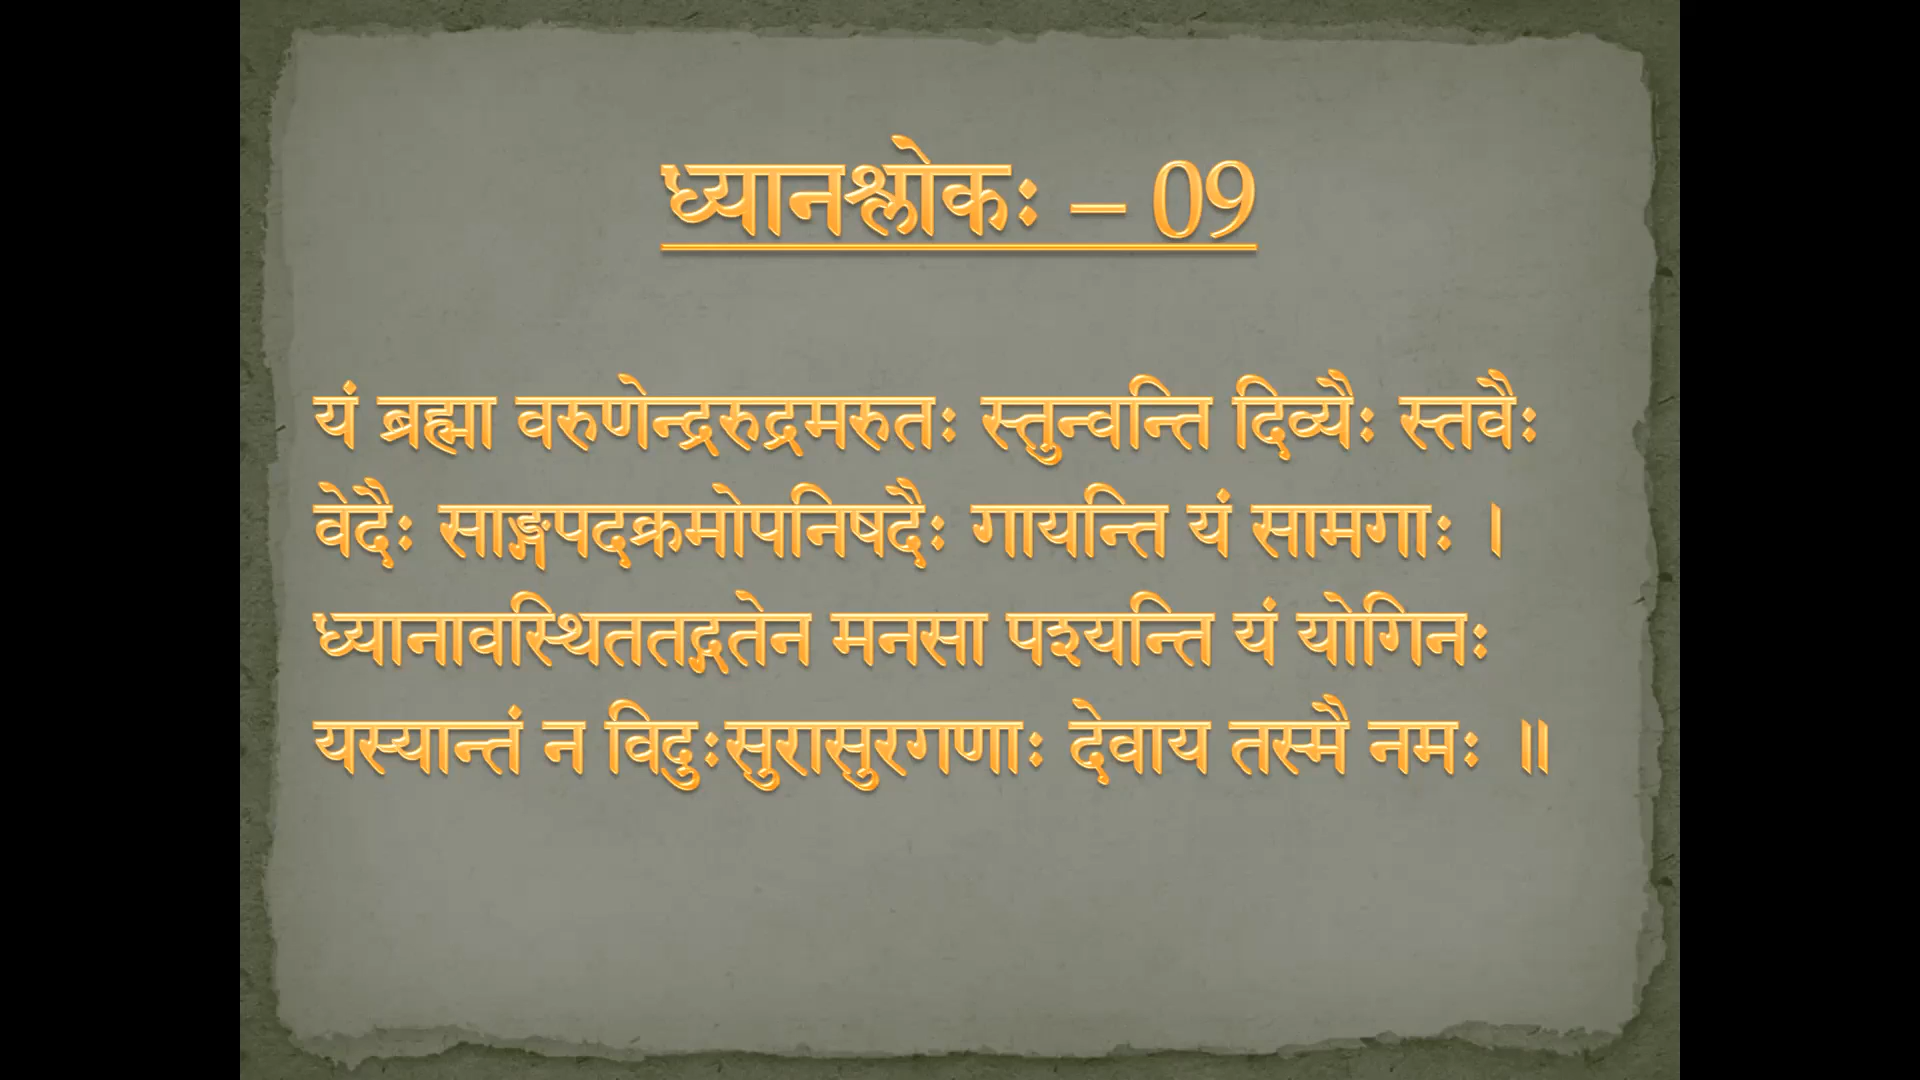 ध्यानश्लोकः – 09
यं ब्रह्मा वरुणेन्द्ररुद्रमरुतः स्तुन्वन्ति दिव्यैः स्तवैः
वेदैः साङ्गपदक्रमोपनिषदैः गायन्ति यं सामगाः ।
ध्यानावस्थिततद्गतेन मनसा पश्यन्ति यं योगिनः
यस्यान्तं न विदुःसुरासुरगणाः देवाय तस्मै नमः ॥